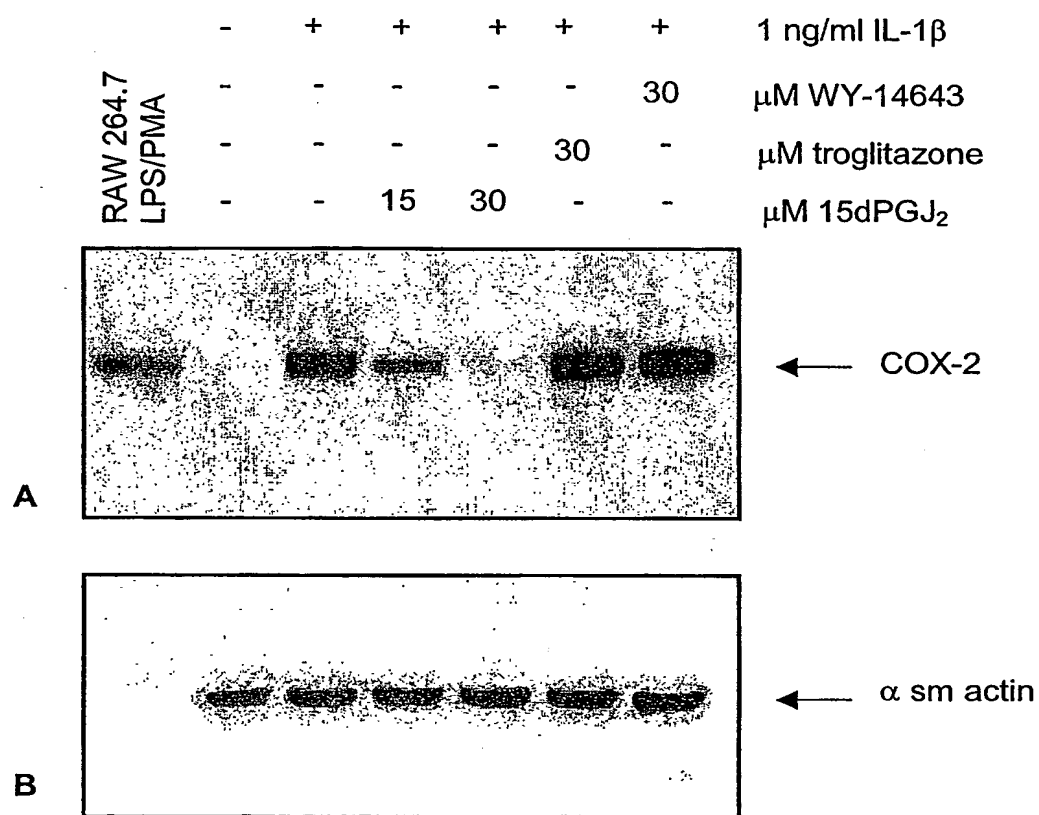 - + + + + + 1 ng/ml IL-1β
RAW 264.7
LPS/PMA
- - - - - 30 μM WY-14643
- - - - 30 - μM troglitazone
- - 15 30 - - μM 15dPGJ₂
COX-2
A
α sm actin
B